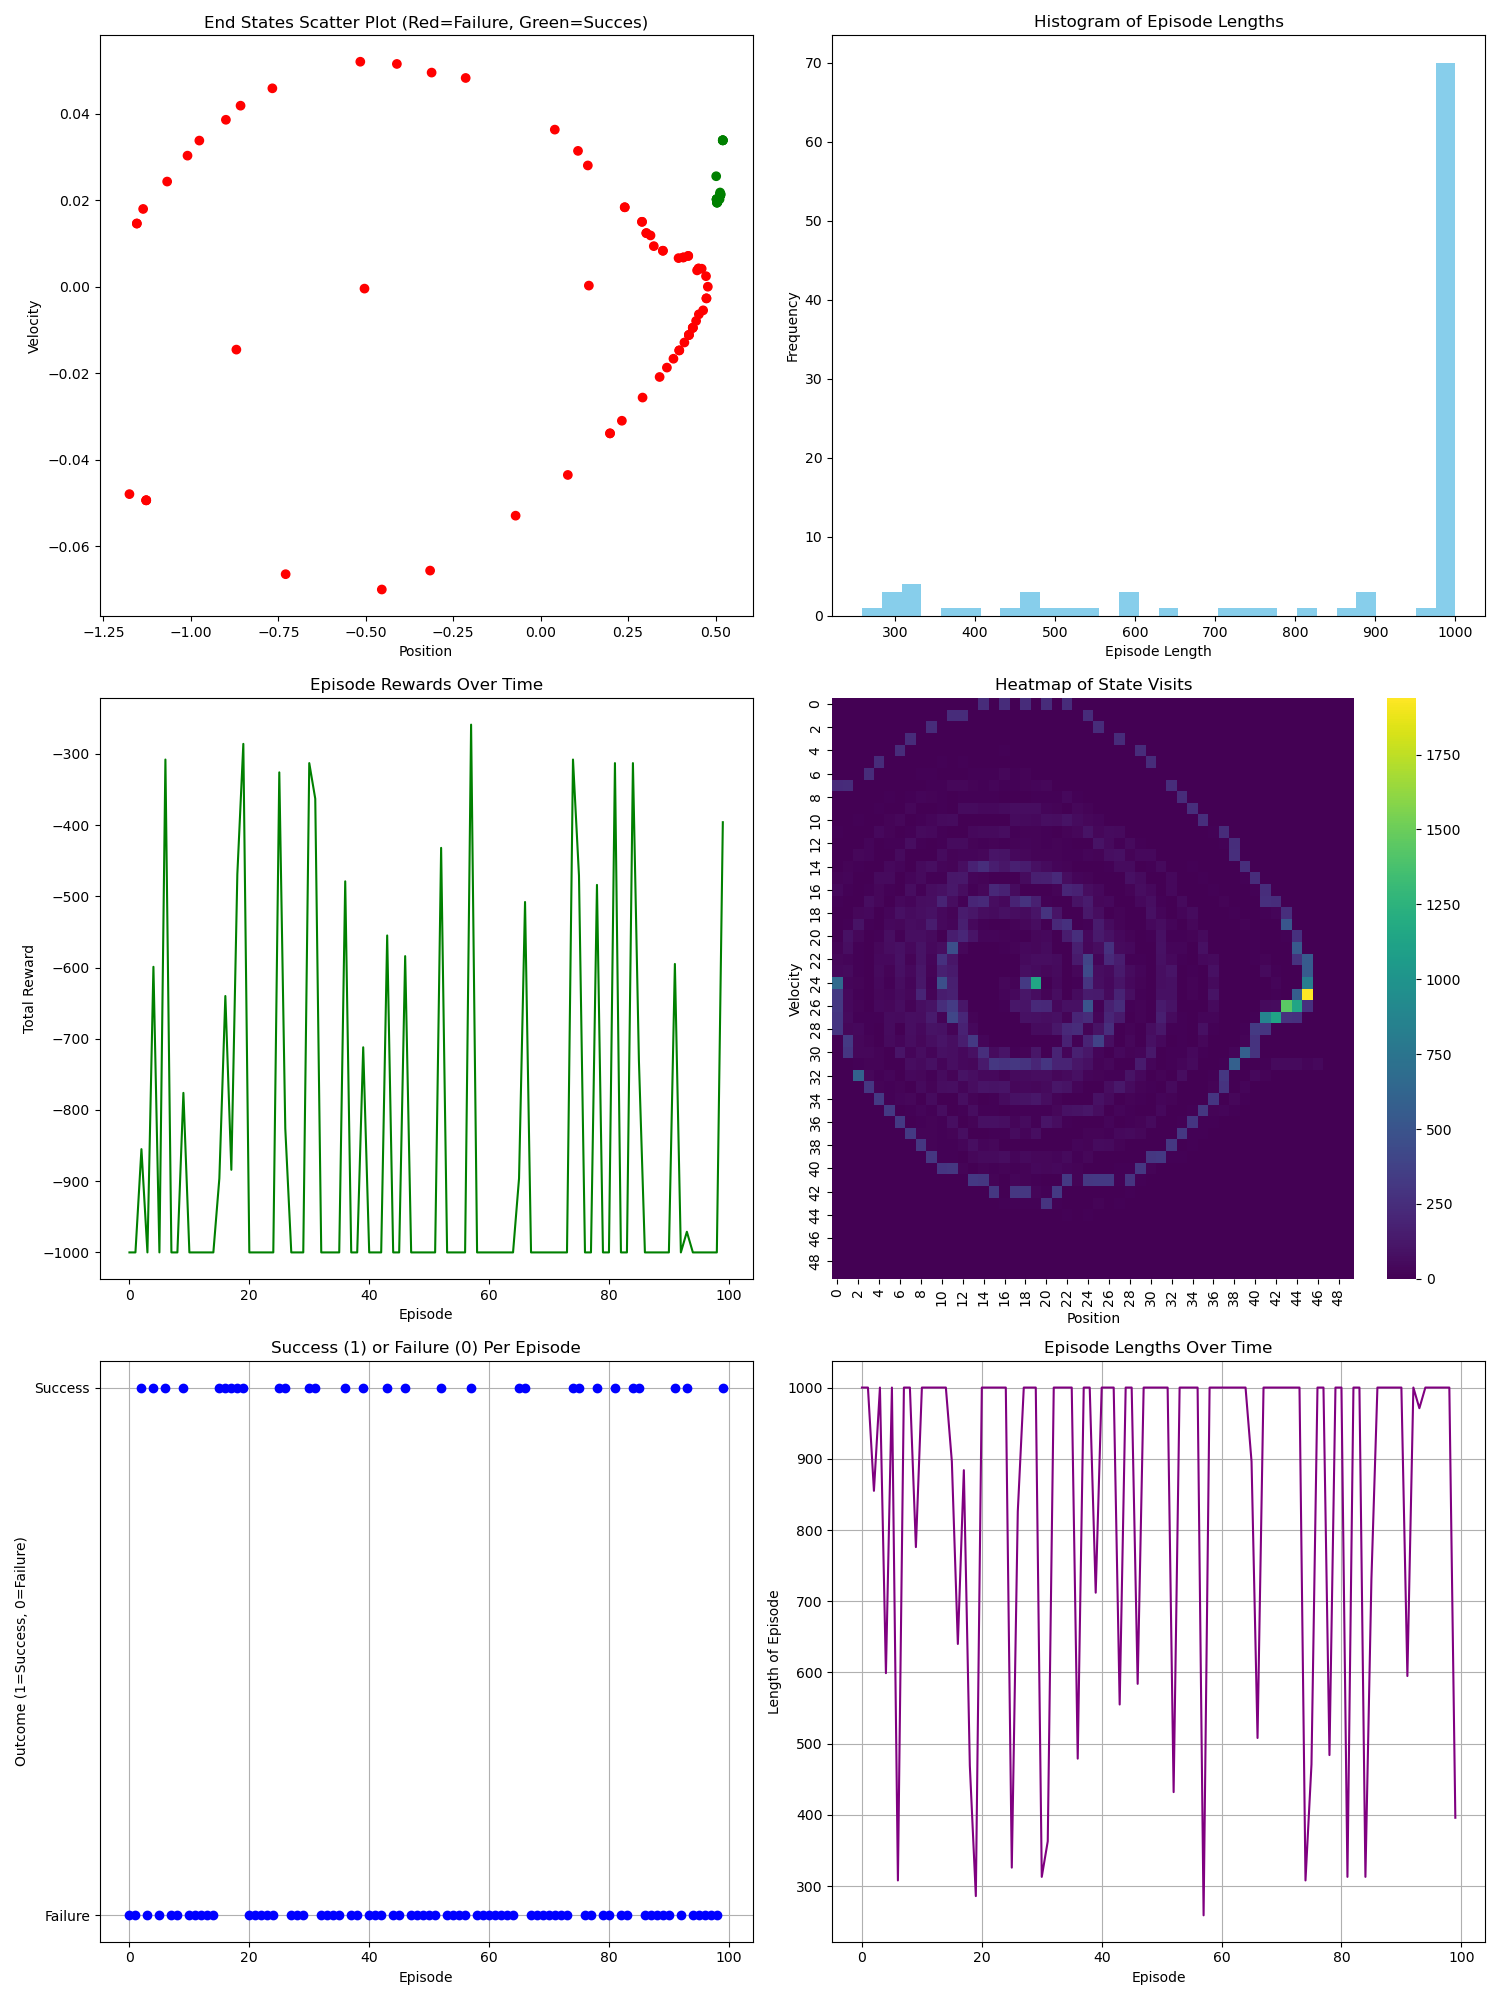 End States Scatter Plot (Red=Failure, Green=Succes)
Velocity
0.04
0.02
0.00
−0.02
−0.04
−0.06
−1.25 −1.00 −0.75 −0.50 −0.25 0.00 0.25 0.50
Position
Histogram of Episode Lengths
Frequency
70
60
50
40
30
20
10
0
300 400 500 600 700 800 900 1000
Episode Length
Episode Rewards Over Time
Total Reward
−300
−400
−500
−600
−700
−800
−900
−1000
0 20 40 60 80 100
Episode
Heatmap of State Visits
Velocity
0 2 4 6 8 10 12 14 16 18 20 22 24 26 28 30 32 34 36 38 40 42 44 46 48
0 2 4 6 8 10 12 14 16 18 20 22 24 26 28 30 32 34 36 38 40 42 44 46 48
Position
1750
1500
1250
1000
750
500
250
0
Success (1) or Failure (0) Per Episode
Outcome (1=Success, 0=Failure)
Success
Failure
0 20 40 60 80 100
Episode
Episode Lengths Over Time
Length of Episode
1000
900
800
700
600
500
400
300
0 20 40 60 80 100
Episode